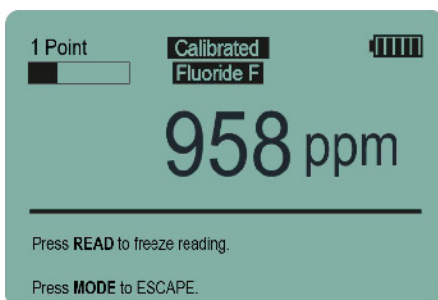 1 Point
Calibrated
Fluoride F
958 ppm
Press READ to freeze reading.
Press MODE to ESCAPE.